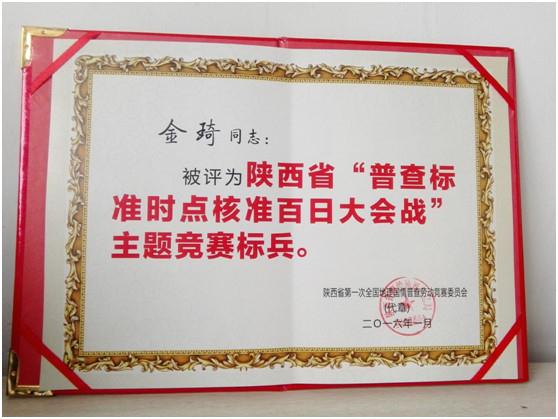 金琦同志：
被评为陕西省“普查标
准时点核准百日大会战”
主题竞赛标兵。
陕西省第一次全国地理国情普查劳动竞赛委员会
（代章）
二〇一六年一月